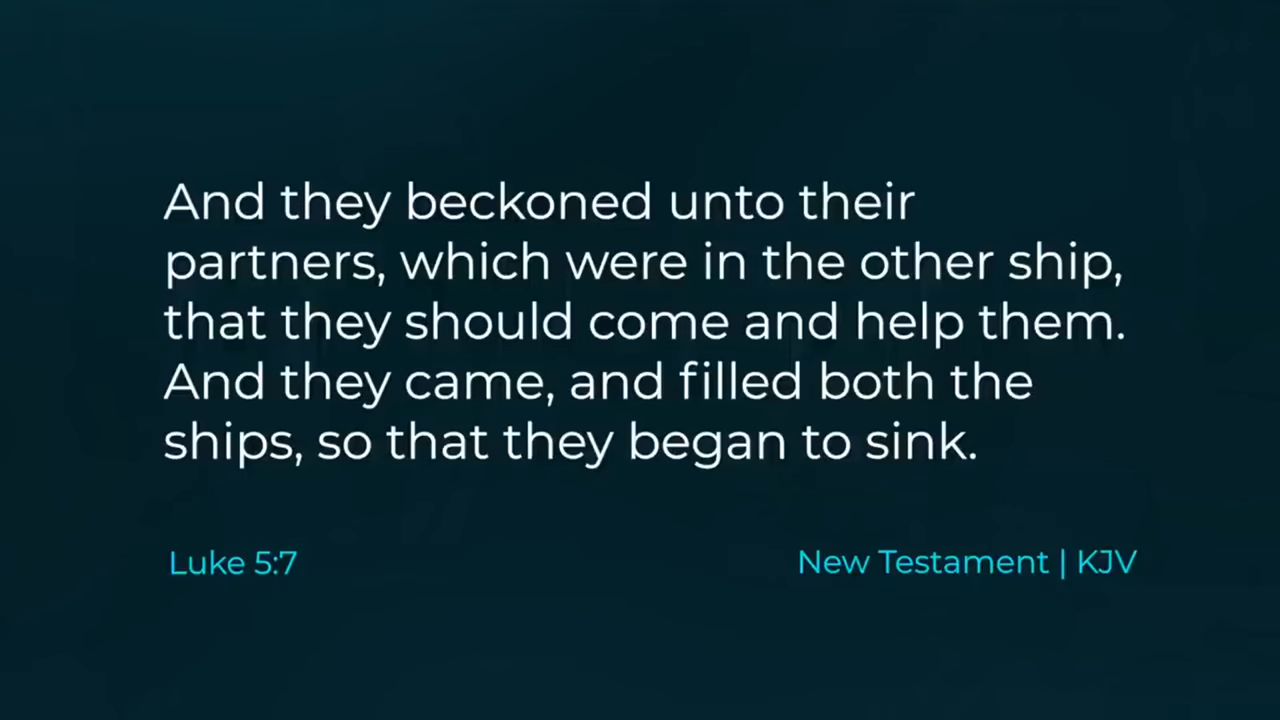 And they beckoned unto their
partners, which were in the other ship,
that they should come and help them.
And they came, and filled both the
ships, so that they began to sink.
Luke 5:7
New Testament | KJV